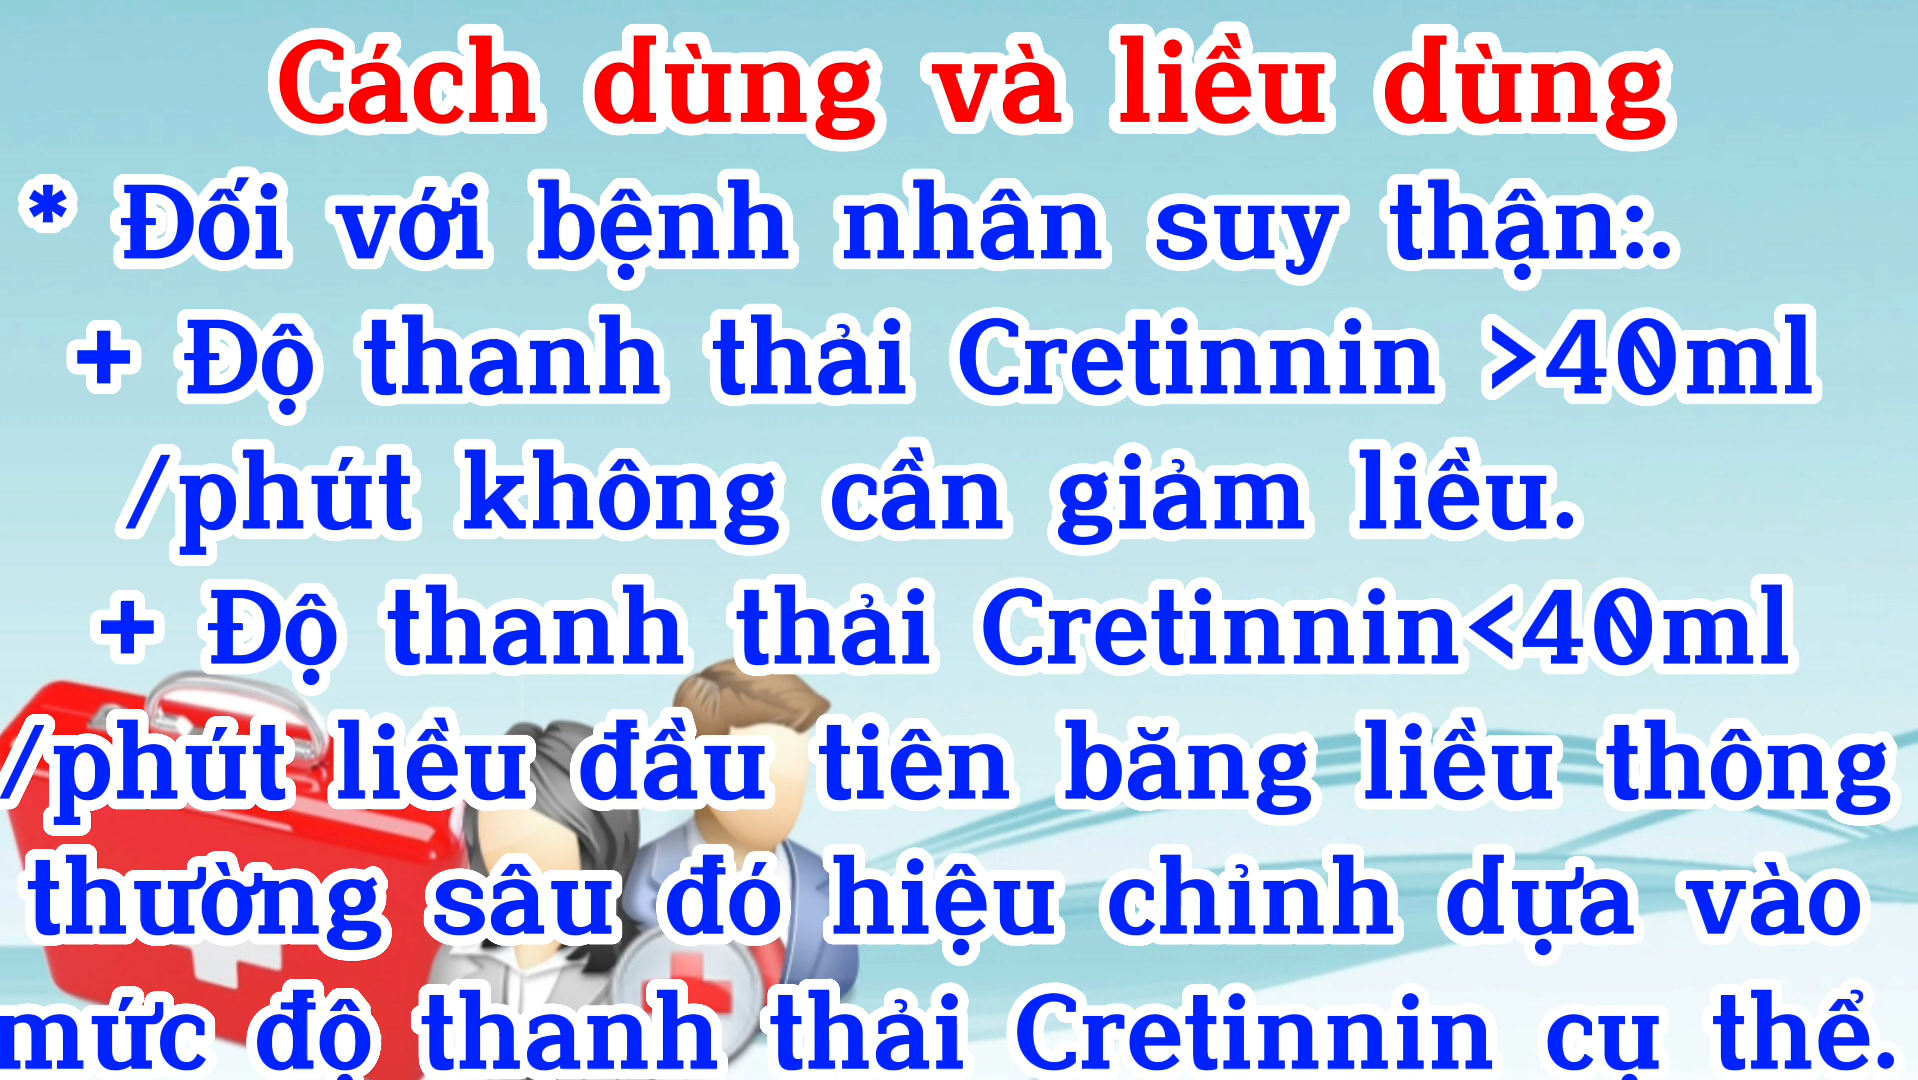 Cách dùng và liều dùng
* Đối với bệnh nhân suy thận:.
+ Độ thanh thải Cretinnin >40ml
/phút không cần giảm liều.
+ Độ thanh thải Cretinnin<40ml
/phút liều đầu tiên băng liều thông
thường sâu đó hiệu chỉnh dựa vào
mức độ thanh thải Cretinnin cụ thể.